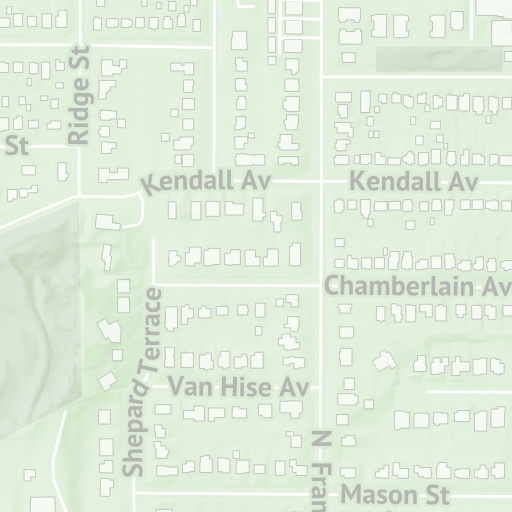 Ridge St
St
Kendall Av
Kendall Av
Chamberlain Av
Shepard Terrace
Van Hise Av
N Fran
Mason St